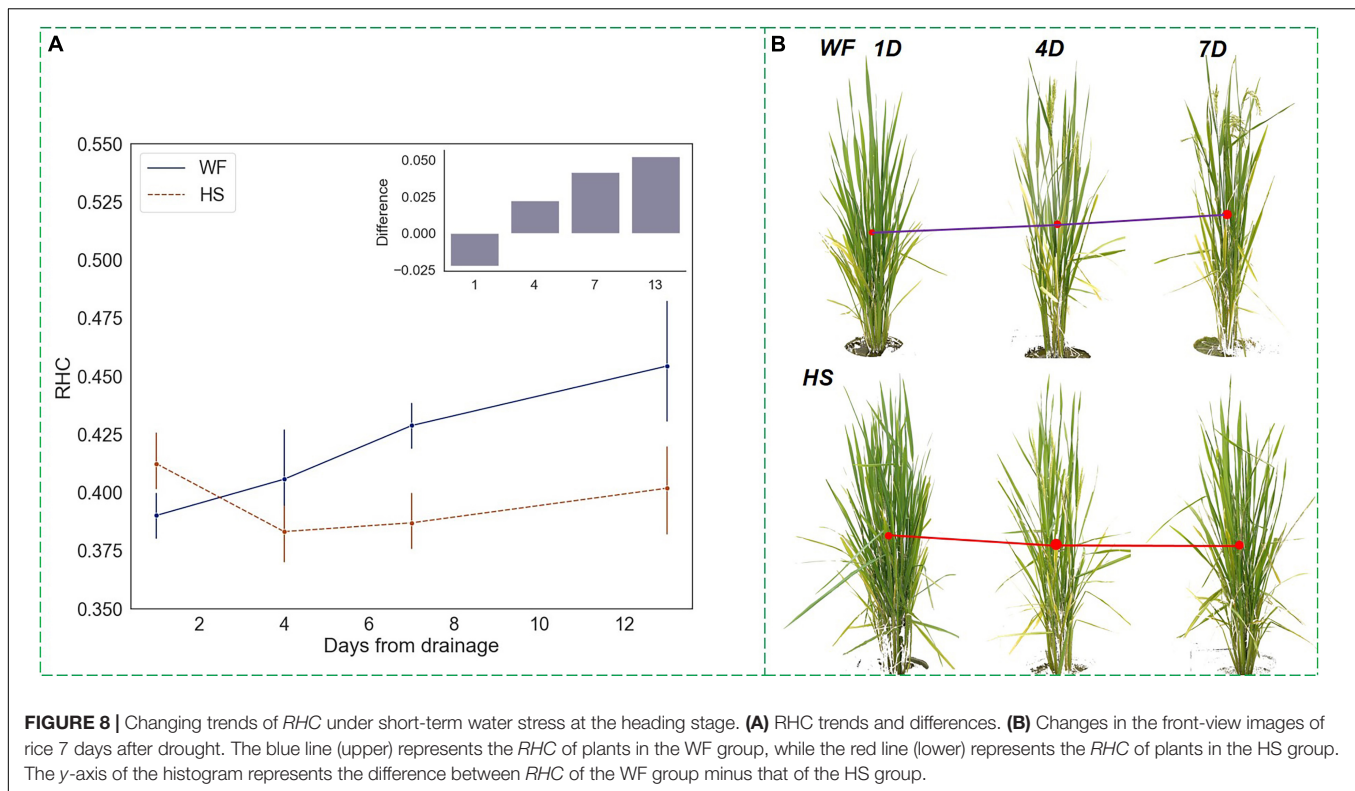 A
0.550
0.525
0.500
0.475
0.450
0.425
0.400
0.375
0.350
RHC
WF
HS
0.050
0.025
0.000
−0.025
Difference
1 4 7 13
2 4 6 8 10 12
Days from drainage
B
WF 1D 4D 7D
HS
FIGURE 8 | Changing trends of RHC under short-term water stress at the heading stage. (A) RHC trends and differences. (B) Changes in the front-view images of
rice 7 days after drought. The blue line (upper) represents the RHC of plants in the WF group, while the red line (lower) represents the RHC of plants in the HS group.
The y-axis of the histogram represents the difference between RHC of the WF group minus that of the HS group.